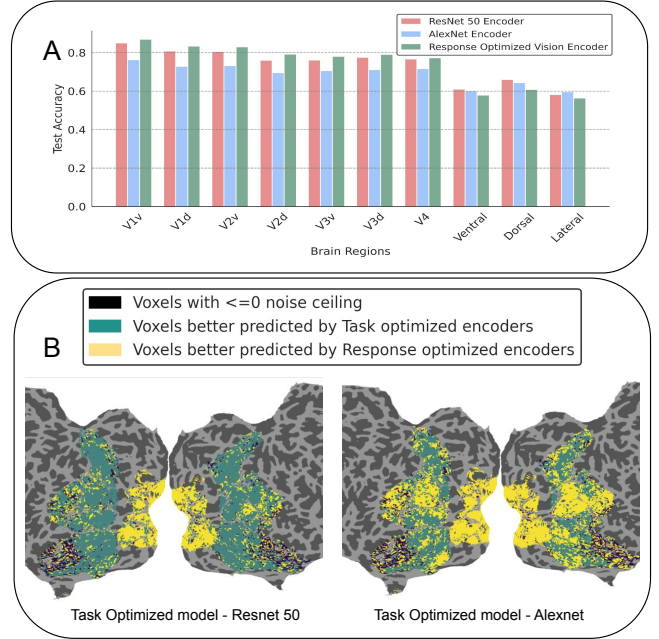 A
ResNet 50 Encoder
AlexNet Encoder
Response Optimized Vision Encoder
Test Accuracy
0.8
0.6
0.4
0.2
0.0
V1v V1d V2v V2d V3v V3d V4 Ventral Dorsal Lateral
Brain Regions
B
Voxels with <=0 noise ceiling
Voxels better predicted by Task optimized encoders
Voxels better predicted by Response optimized encoders
Task Optimized model - Resnet 50
Task Optimized model - Alexnet